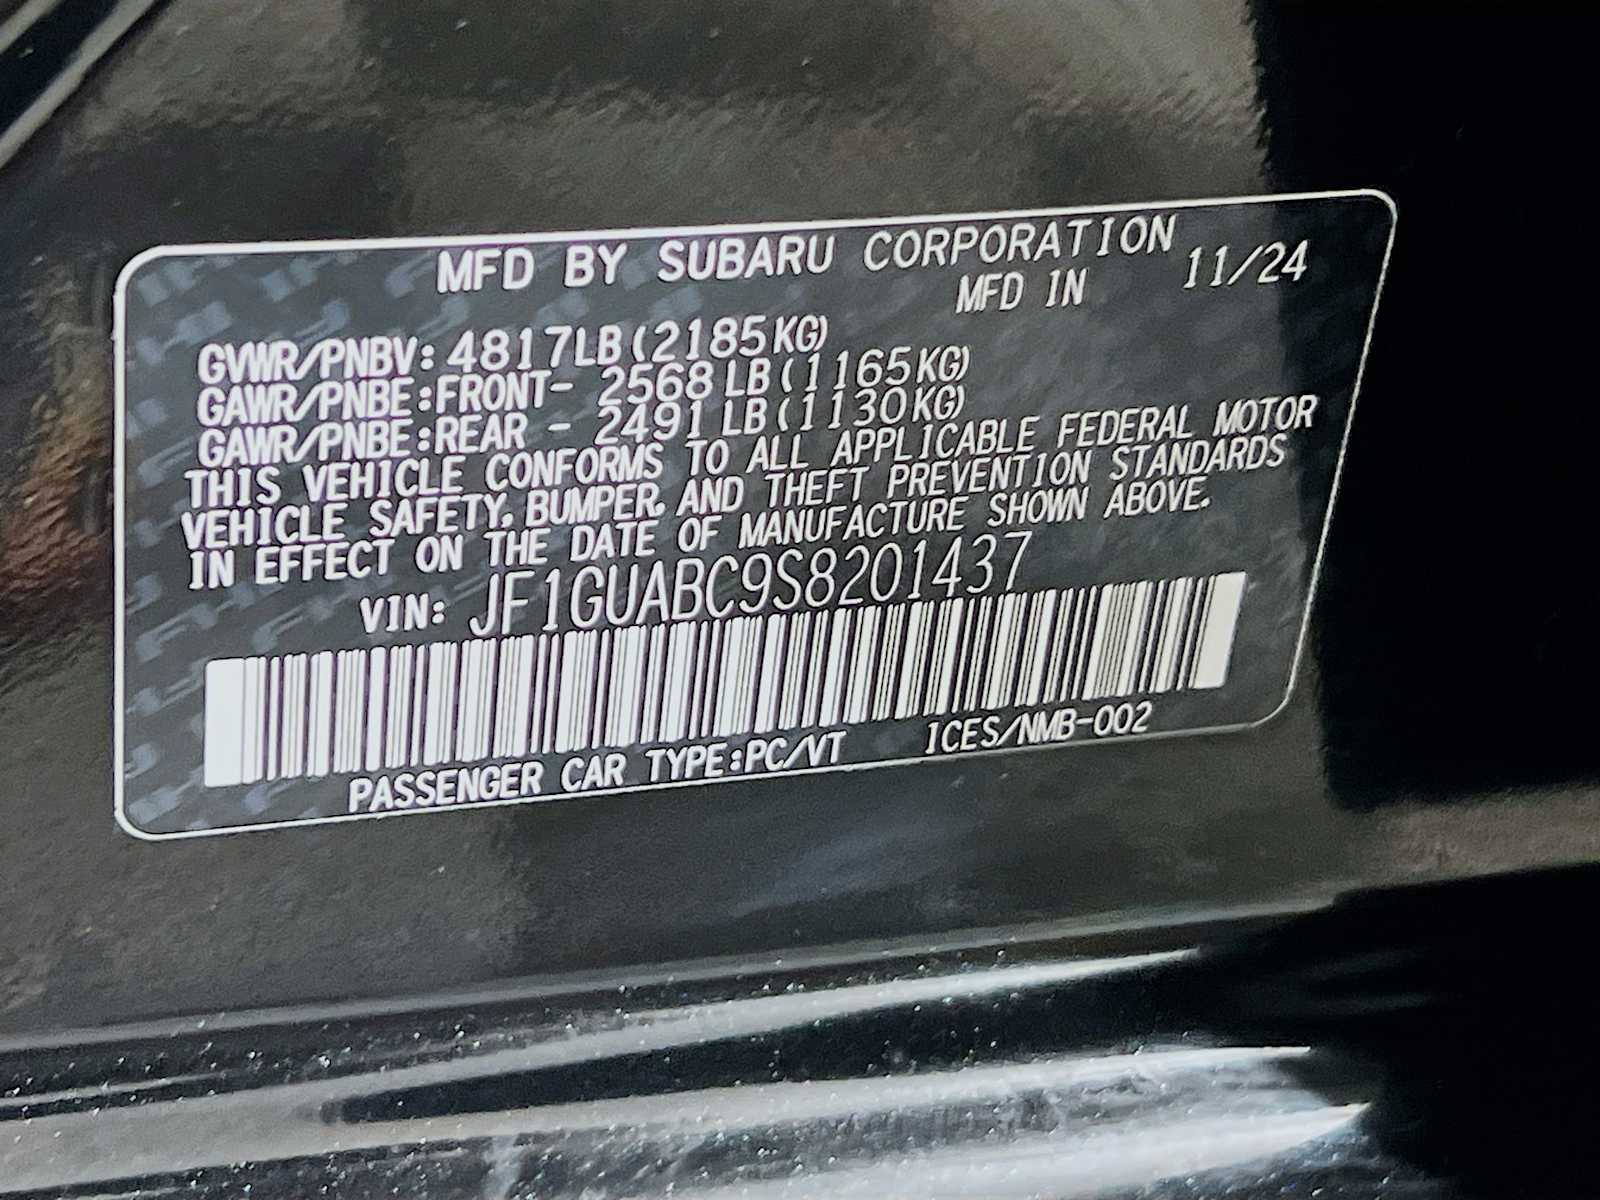 MFD BY SUBARU CORPORATION
MFD IN 11/24
GVWR/PNBV: 4817LB(2185KG)
GAWR/PNBE:FRONT- 2568LB(1165KG)
GAWR/PNBE:REAR - 2491LB(1130KG)
THIS VEHICLE CONFORMS TO ALL APPLICABLE FEDERAL MOTOR
VEHICLE SAFETY, BUMPER, AND THEFT PREVENTION STANDARDS
IN EFFECT ON THE DATE OF MANUFACTURE SHOWN ABOVE.
VIN: JF1GUABC9S8201437
PASSENGER CAR TYPE:PC/VT ICES/NMB-002